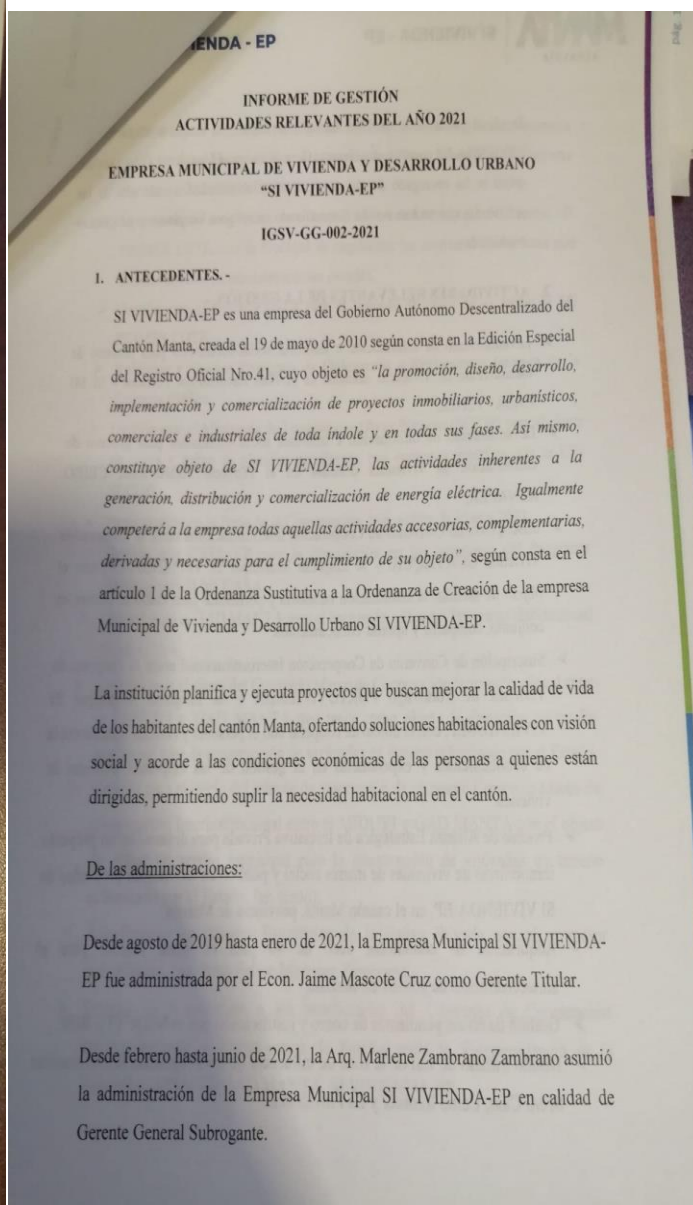 ENDA - EP
INFORME DE GESTIÓN
ACTIVIDADES RELEVANTES DEL AÑO 2021
EMPRESA MUNICIPAL DE VIVIENDA Y DESARROLLO URBANO
“SI VIVIENDA-EP”
IGSV-GG-002-2021
1. ANTECEDENTES. -
SI VIVIENDA-EP es una empresa del Gobierno Autónomo Descentralizado del
Cantón Manta, creada el 19 de mayo de 2010 según consta en la Edición Especial
del Registro Oficial Nro.41, cuyo objeto es “la promoción, diseño, desarrollo,
implementación y comercialización de proyectos inmobiliarios, urbanísticos,
comerciales e industriales de toda índole y en todas sus fases. Así mismo,
constituye objeto de SI VIVIENDA-EP, las actividades inherentes a la
generación, distribución y comercialización de energía eléctrica. Igualmente
competerá a la empresa todas aquellas actividades accesorias, complementarias,
derivadas y necesarias para el cumplimiento de su objeto”, según consta en el
artículo 1 de la Ordenanza Sustitutiva a la Ordenanza de Creación de la empresa
Municipal de Vivienda y Desarrollo Urbano SI VIVIENDA-EP.
La institución planifica y ejecuta proyectos que buscan mejorar la calidad de vida
de los habitantes del cantón Manta, ofertando soluciones habitacionales con visión
social y acorde a las condiciones económicas de las personas a quienes están
dirigidas, permitiendo suplir la necesidad habitacional en el cantón.
De las administraciones:
Desde agosto de 2019 hasta enero de 2021, la Empresa Municipal SI VIVIENDA-
EP fue administrada por el Econ. Jaime Mascote Cruz como Gerente Titular.
Desde febrero hasta junio de 2021, la Arq. Marlene Zambrano Zambrano asumió
la administración de la Empresa Municipal SI VIVIENDA-EP en calidad de
Gerente General Subrogante.